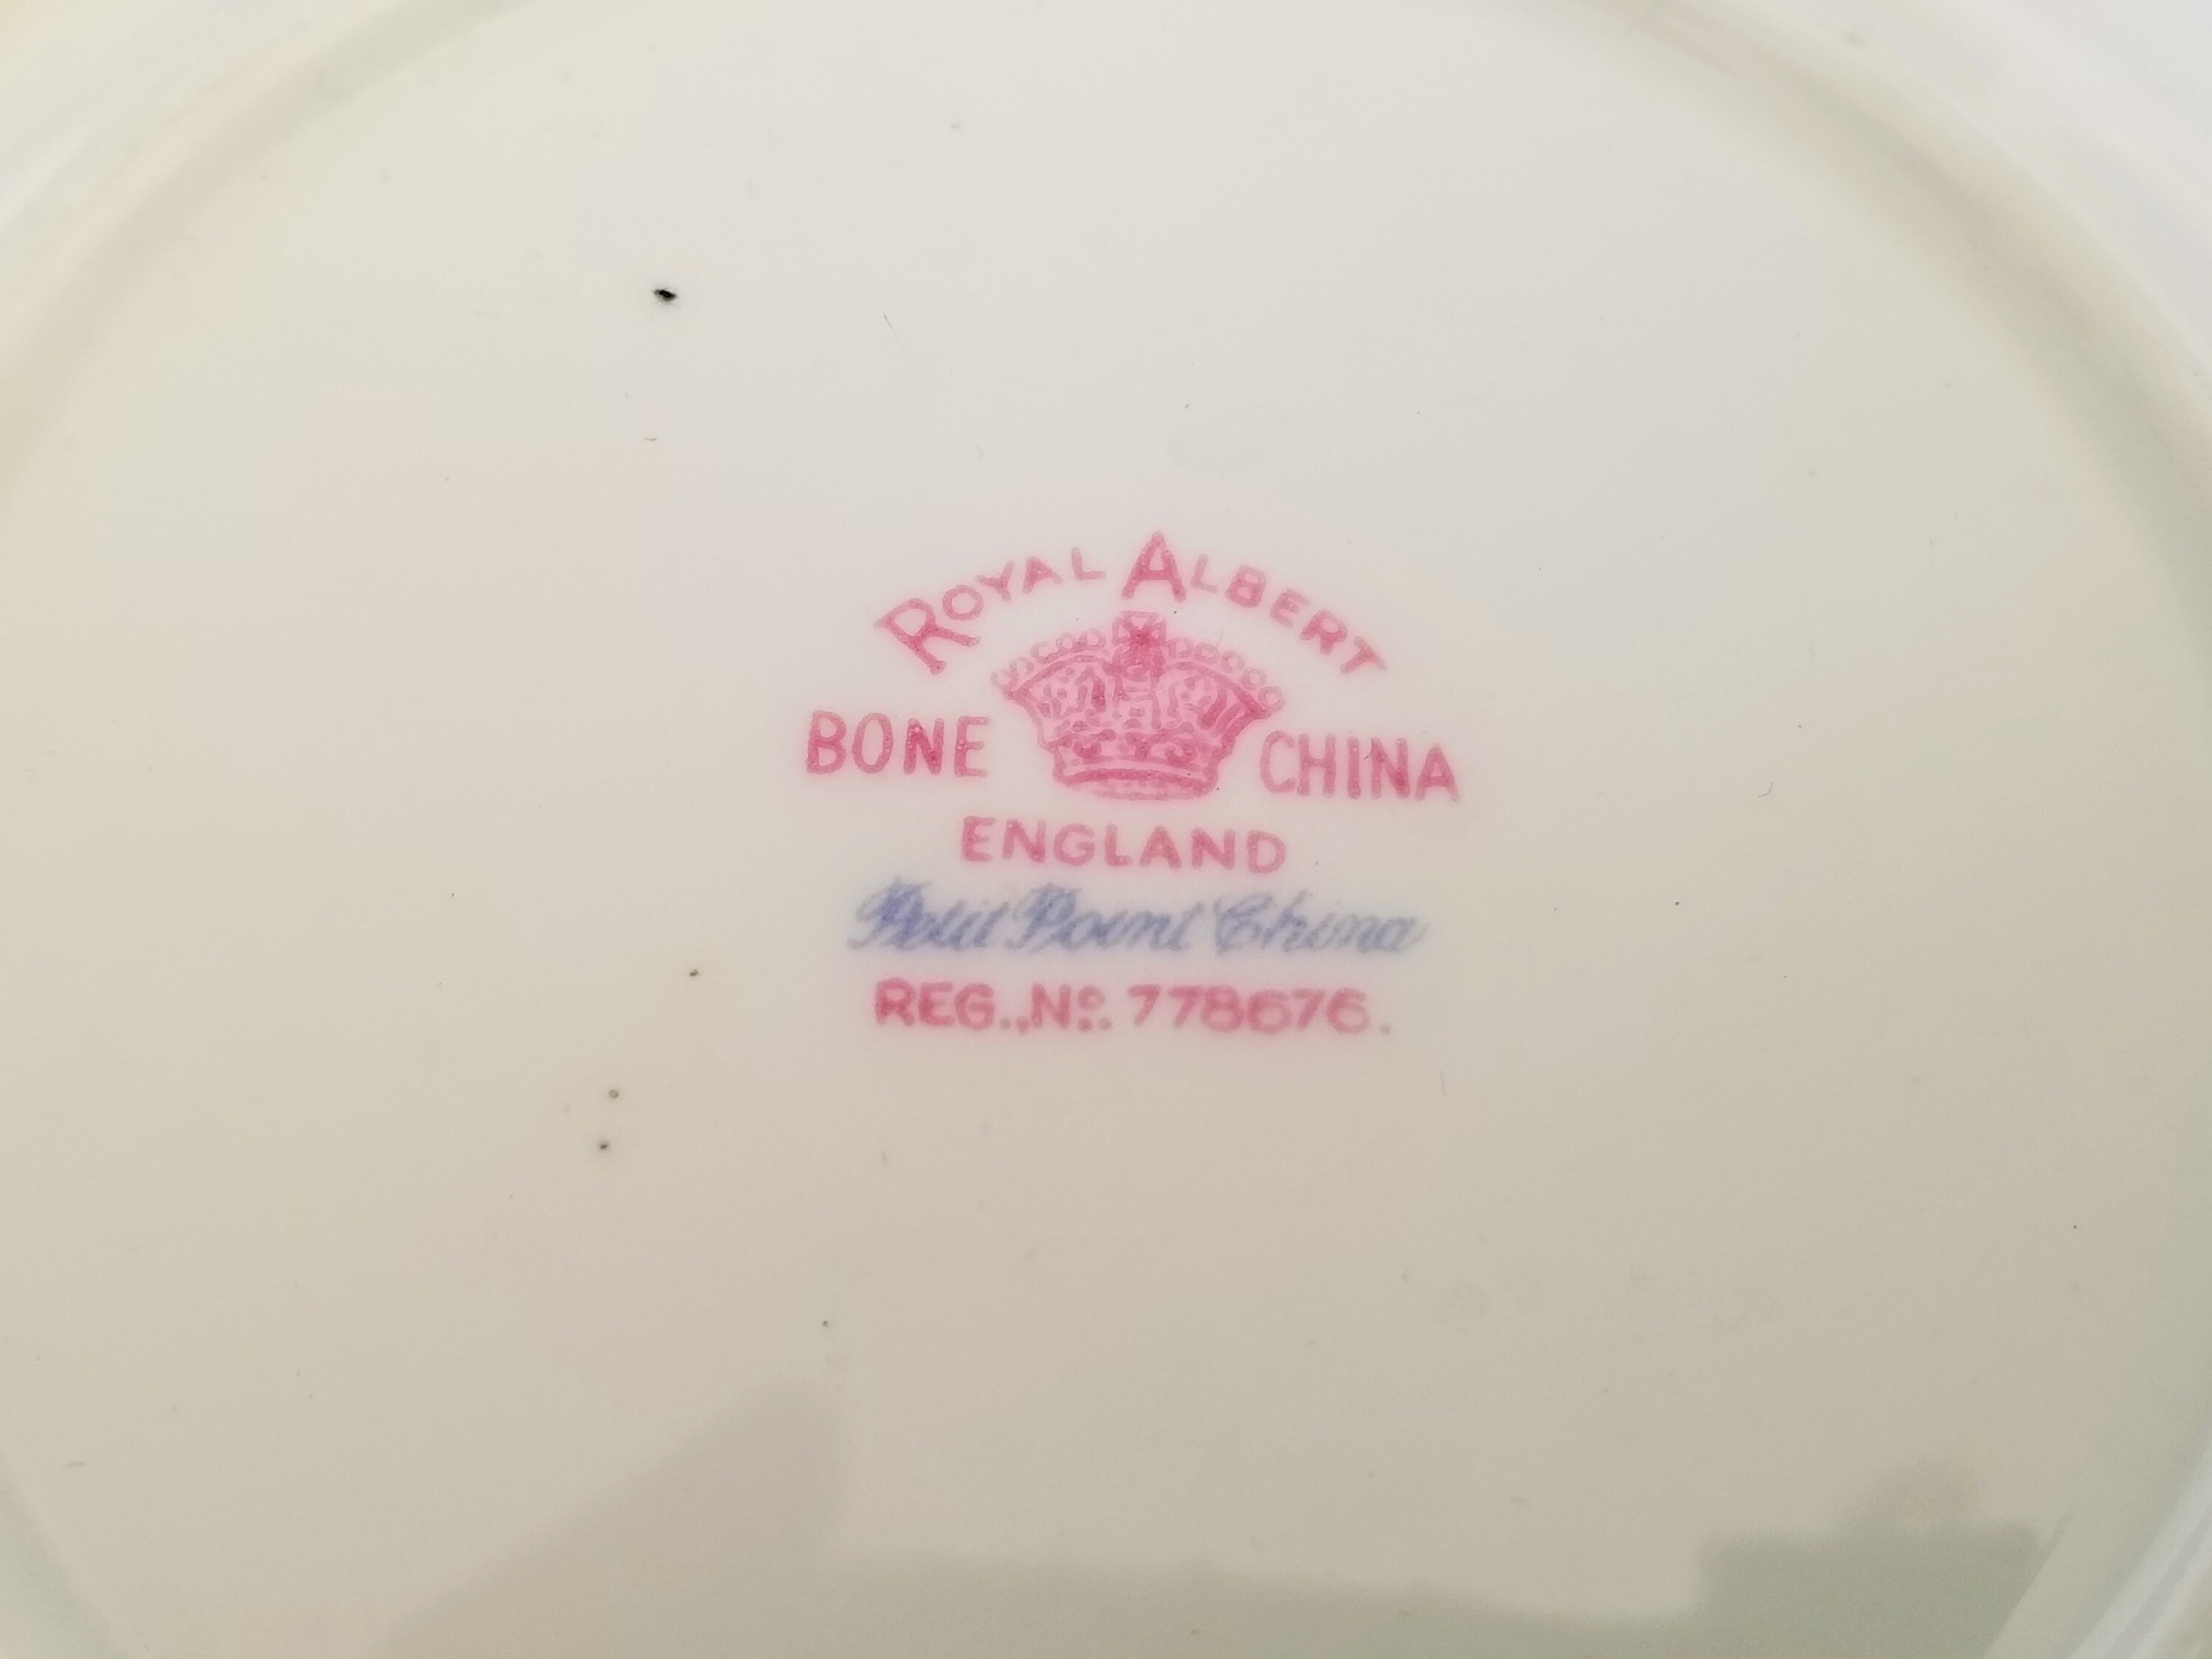 ROYAL ALBERT
BONE CHINA
ENGLAND
Petit Point China
REG., No. 778676.